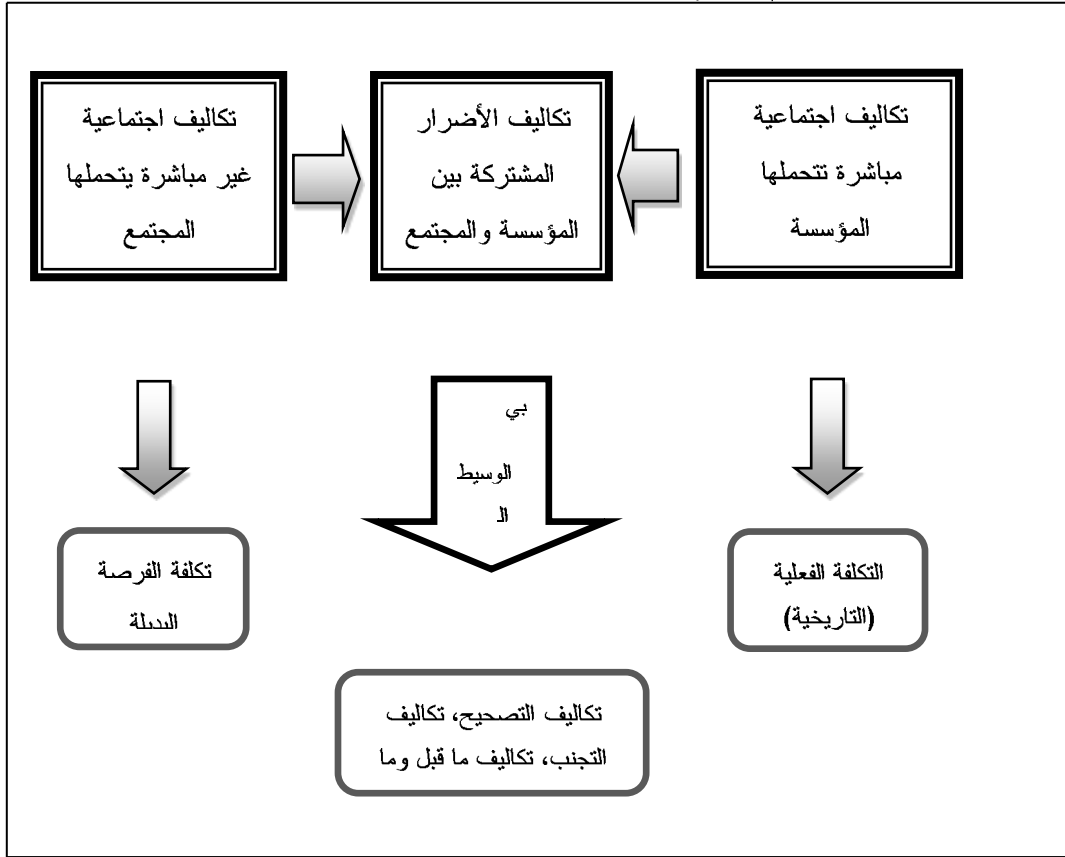 تكاليف اجتماعية
مباشرة تتحملها
المؤسسة
تكاليف الأضرار
المشتركة بين
المؤسسة والمجتمع
تكاليف اجتماعية
غير مباشرة يتحملها
المجتمع
بي
الوسيط
الـ
التكلفة الفعلية
(التاريخية)
تكلفة الفرصة
البديلة
تكاليف التصحيح، تكاليف
التجنب، تكاليف ما قبل وما